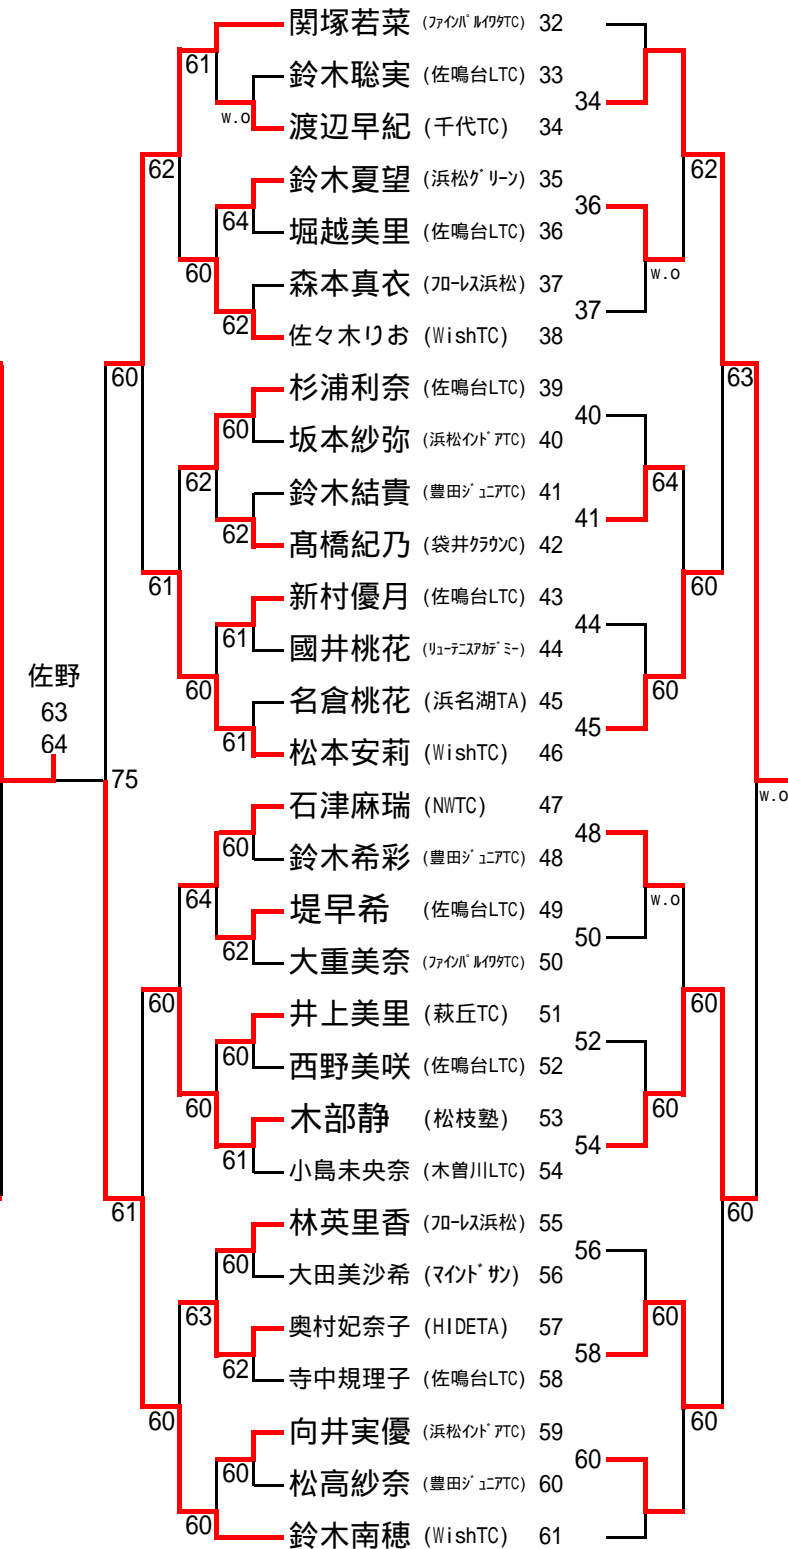 関塚若菜 (ﾌｧｲﾝﾊﾟﾙｲﾜﾀTC) 32
61
鈴木聡実 (佐鳴台LTC) 33
34
w.o
渡辺早紀 (千代TC) 34
62
62
鈴木夏望 (浜松ｸﾞﾘｰﾝ) 35
36
64
堀越美里 (佐鳴台LTC) 36
60
w.o
森本真衣 (ﾌﾛｰﾚｽ浜松) 37
37
62
佐々木りお (WishTC) 38
60
63
杉浦利奈 (佐鳴台LTC) 39
40
60
坂本紗弥 (浜松ｲﾝﾄﾞｱTC) 40
62
64
鈴木結貴 (豊田ｼﾞｭﾆｱTC) 41
41
62
髙橋紀乃 (袋井ｸﾗｳﾝC) 42
61
60
新村優月 (佐鳴台LTC) 43
44
61
國井桃花 (ﾘｭｰﾃﾆｽｱｶﾃﾞﾐｰ) 44
佐野
60
60
名倉桃花 (浜名湖TA) 45
63
45
64
61
松本安莉 (WishTC) 46
75
w.o
石津麻瑞 (NWTC) 47
48
60
鈴木希彩 (豊田ｼﾞｭﾆｱTC) 48
64
w.o
堤早希 (佐鳴台LTC) 49
50
62
大重美奈 (ﾌｧｲﾝﾊﾟﾙｲﾜﾀTC) 50
60
60
井上美里 (萩丘TC) 51
52
60
西野美咲 (佐鳴台LTC) 52
60
60
木部静 (松枝塾) 53
54
61
小島未央奈 (木曽川LTC) 54
61
60
林英里香 (ﾌﾛｰﾚｽ浜松) 55
56
60
大田美沙希 (ﾏｲﾝﾄﾞｻﾝ) 56
63
60
奥村妃奈子 (HIDETA) 57
58
62
寺中規理子 (佐鳴台LTC) 58
60
60
向井実優 (浜松ｲﾝﾄﾞｱTC) 59
60
60
松高紗奈 (豊田ｼﾞｭﾆｱTC) 60
60
鈴木南穂 (WishTC) 61